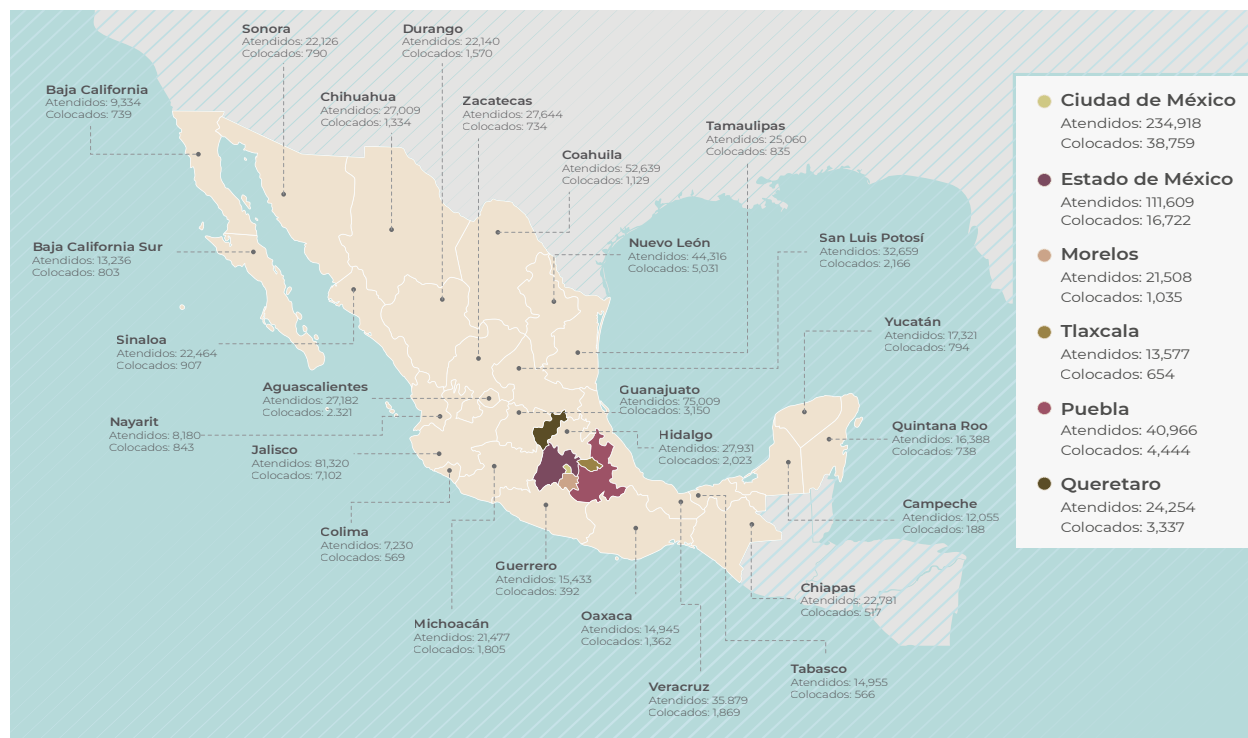 Sonora
Atendidos: 22,126
Colocados: 790
Durango
Atendidos: 22,140
Colocados: 1,570
Baja California
Atendidos: 9,334
Colocados: 739
Chihuahua
Atendidos: 27,009
Colocados: 1,334
Zacatecas
Atendidos: 27,644
Colocados: 734
Tamaulipas
Atendidos: 25,060
Colocados: 835
Coahuila
Atendidos: 52,639
Colocados: 1,129
Baja California Sur
Atendidos: 13,236
Colocados: 803
Nuevo León
Atendidos: 44,316
Colocados: 5,031
San Luis Potosí
Atendidos: 32,659
Colocados: 2,166
Yucatán
Atendidos: 17,321
Colocados: 794
Sinaloa
Atendidos: 22,464
Colocados: 907
Aguascalientes
Atendidos: 27,182
Colocados: 2.321
Guanajuato
Atendidos: 75,009
Colocados: 3,150
Nayarit
Atendidos: 8,180
Colocados: 843
Hidalgo
Atendidos: 27,931
Colocados: 2,023
Quintana Roo
Atendidos: 16,388
Colocados: 738
Jalisco
Atendidos: 81,320
Colocados: 7,102
Campeche
Atendidos: 12,055
Colocados: 188
Colima
Atendidos: 7,230
Colocados: 569
Guerrero
Atendidos: 15,433
Colocados: 392
Chiapas
Atendidos: 22,781
Colocados: 517
Michoacán
Atendidos: 21,477
Colocados: 1,805
Oaxaca
Atendidos: 14,945
Colocados: 1,362
Tabasco
Atendidos: 14,955
Colocados: 566
Veracruz
Atendidos: 35.879
Colocados: 1,869
Ciudad de México
Atendidos: 234,918
Colocados: 38,759
Estado de México
Atendidos: 111,609
Colocados: 16,722
Morelos
Atendidos: 21,508
Colocados: 1,035
Tlaxcala
Atendidos: 13,577
Colocados: 654
Puebla
Atendidos: 40,966
Colocados: 4,444
Queretaro
Atendidos: 24,254
Colocados: 3,337